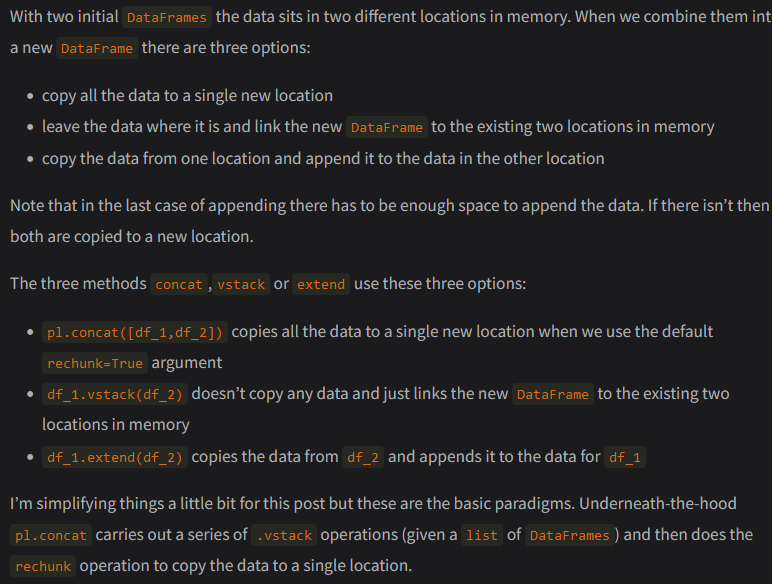 With two initial DataFrames the data sits in two different locations in memory. When we combine them int
a new DataFrame there are three options:
• copy all the data to a single new location
• leave the data where it is and link the new DataFrame to the existing two locations in memory
• copy the data from one location and append it to the data in the other location
Note that in the last case of appending there has to be enough space to append the data. If there isn’t then
both are copied to a new location.
The three methods concat , vstack or extend use these three options:
• pl.concat([df_1,df_2]) copies all the data to a single new location when we use the default
rechunk=True argument
• df_1.vstack(df_2) doesn’t copy any data and just links the new DataFrame to the existing two
locations in memory
• df_1.extend(df_2) copies the data from df_2 and appends it to the data for df_1
I’m simplifying things a little bit for this post but these are the basic paradigms. Underneath-the-hood
pl.concat carries out a series of .vstack operations (given a list of DataFrames ) and then does the
rechunk operation to copy the data to a single location.